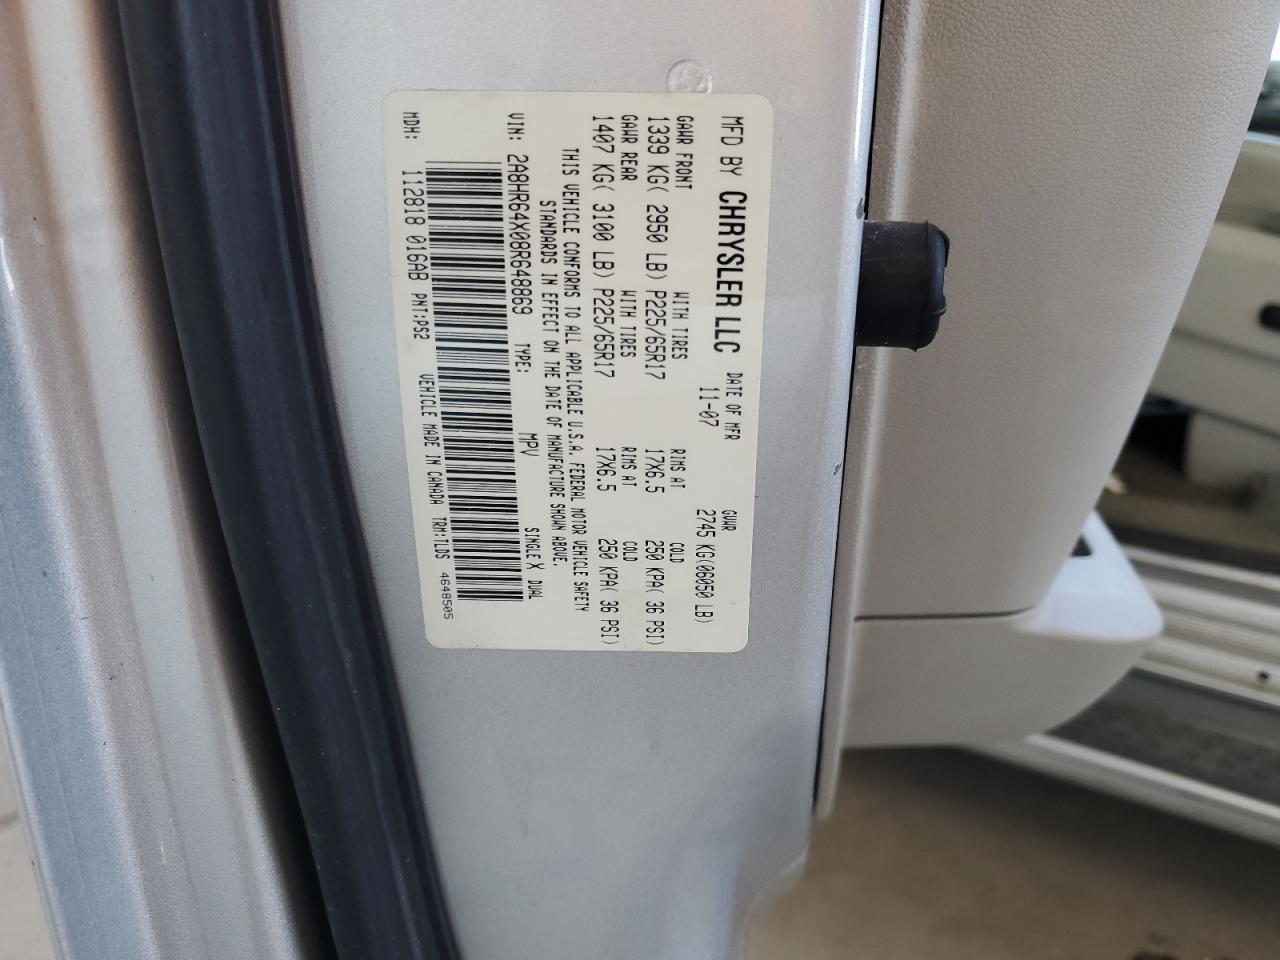 MFD BY CHRYSLER LLC DATE OF MFR GVWR
11-07 2745 KG(06050 LB)
GAWR FRONT WITH TIRES RIMS AT COLD
1339 KG( 2950 LB) P225/65R17 17X6.5 250 KPA( 36 PSI)
GAWR REAR WITH TIRES RIMS AT COLD
1407 KG( 3100 LB) P225/65R17 17X6.5 250 KPA( 36 PSI)
THIS VEHICLE CONFORMS TO ALL APPLICABLE U.S.A. FEDERAL MOTOR VEHICLE SAFETY
STANDARDS IN EFFECT ON THE DATE OF MANUFACTURE SHOWN ABOVE.
VIN: 2A8HR64X08R648869 TYPE: MPV SINGLE X DUAL
MDH: 112818 016AB PNT:PS2 VEHICLE MADE IN CANADA TRM:TLDS 4648505